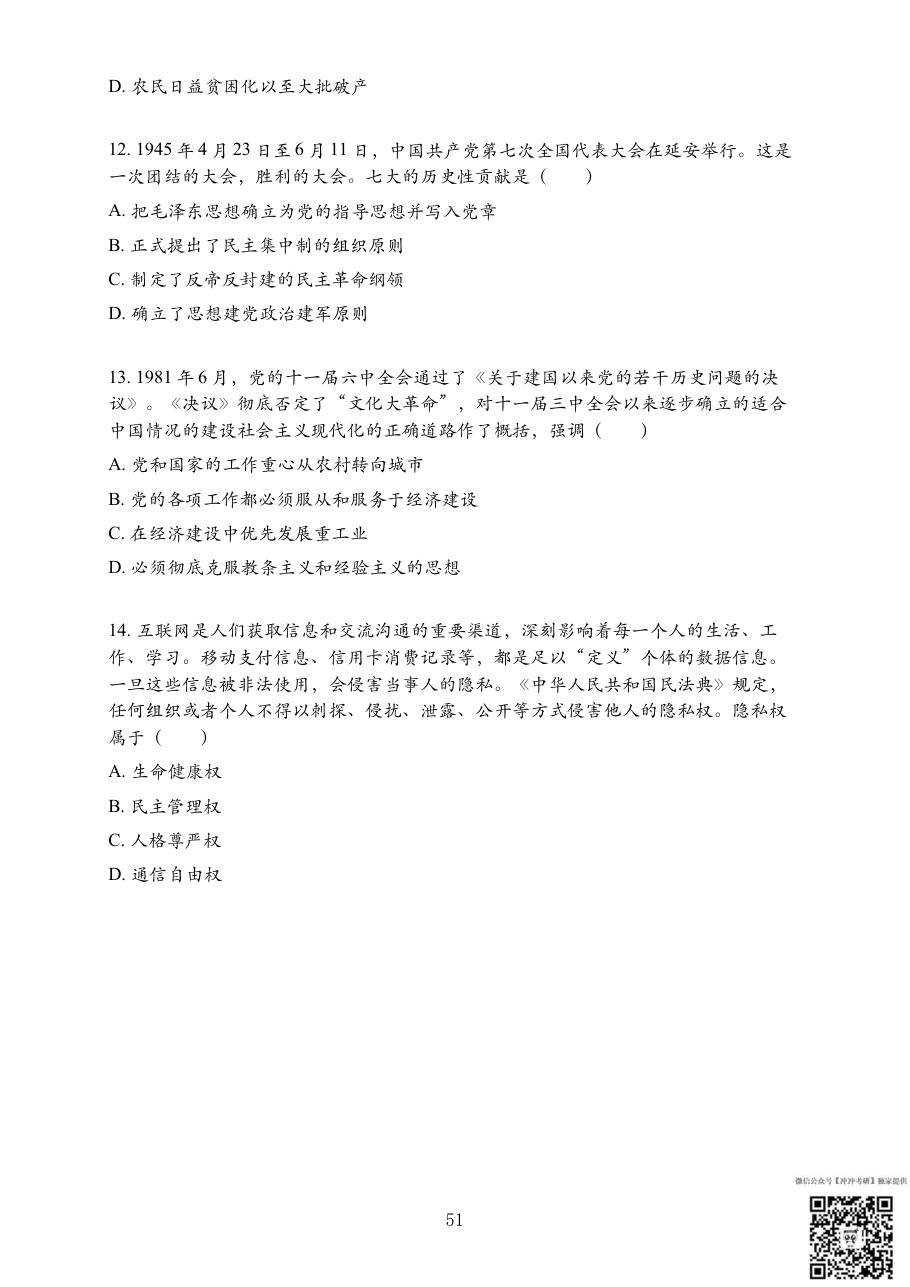 D. 农民日益贫困化以至大批破产
12. 1945 年 4 月 23 日至 6 月 11 日，中国共产党第七次全国代表大会在延安举行。这是
一次团结的大会，胜利的大会。七大的历史性贡献是（　　）
A. 把毛泽东思想确立为党的指导思想并写入党章
B. 正式提出了民主集中制的组织原则
C. 制定了反帝反封建的民主革命纲领
D. 确立了思想建党政治建军原则
13. 1981 年 6 月，党的十一届六中全会通过了《关于建国以来党的若干历史问题的决
议》。《决议》彻底否定了“文化大革命”，对十一届三中全会以来逐步确立的适合
中国情况的建设社会主义现代化的正确道路作了概括，强调（　　）
A. 党和国家的工作重心从农村转向城市
B. 党的各项工作都必须服从和服务于经济建设
C. 在经济建设中优先发展重工业
D. 必须彻底克服教条主义和经验主义的思想
14. 互联网是人们获取信息和交流沟通的重要渠道，深刻影响着每一个人的生活、工
作、学习。移动支付信息、信用卡消费记录等，都是足以“定义”个体的数据信息。
一旦这些信息被非法使用，会侵害当事人的隐私。《中华人民共和国民法典》规定，
任何组织或者个人不得以刺探、侵扰、泄露、公开等方式侵害他人的隐私权。隐私权
属于（　　）
A. 生命健康权
B. 民主管理权
C. 人格尊严权
D. 通信自由权
微信公众号【冲冲考研】独家提供
51